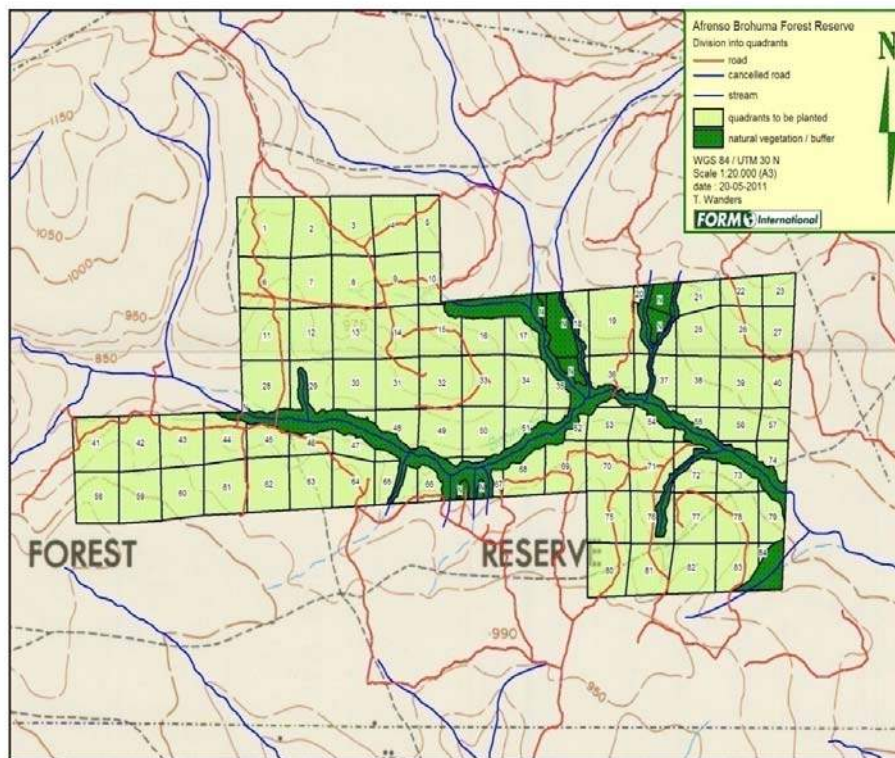 Afrenso Brohuma Forest Reserve
Division into quadrants
road
cancelled road
stream
quadrants to be planted
natural vegetation / buffer
WGS 84 / UTM 30 N
Scale 1:20.000 (A3)
date : 20-05-2011
T. Wanders
FORM International
N
1150
1050
1000
950
850
1 2 3 4 5
6 7 8 9 10
11 12 13 14 15 16 17 18 19 20 21 22 23
25 26 27
28 29 30 31 32 33 34 35 36 37 38 39 40
41 42 43 44 45 46 47 48 49 50 51 52 53 54 55 56 57
58 59 60 61 62 63 64 65 66 67 68 69 70 71 72 73 74
75 76 77 78 79
80 81 82 83 84
FOREST RESERVE
990
950